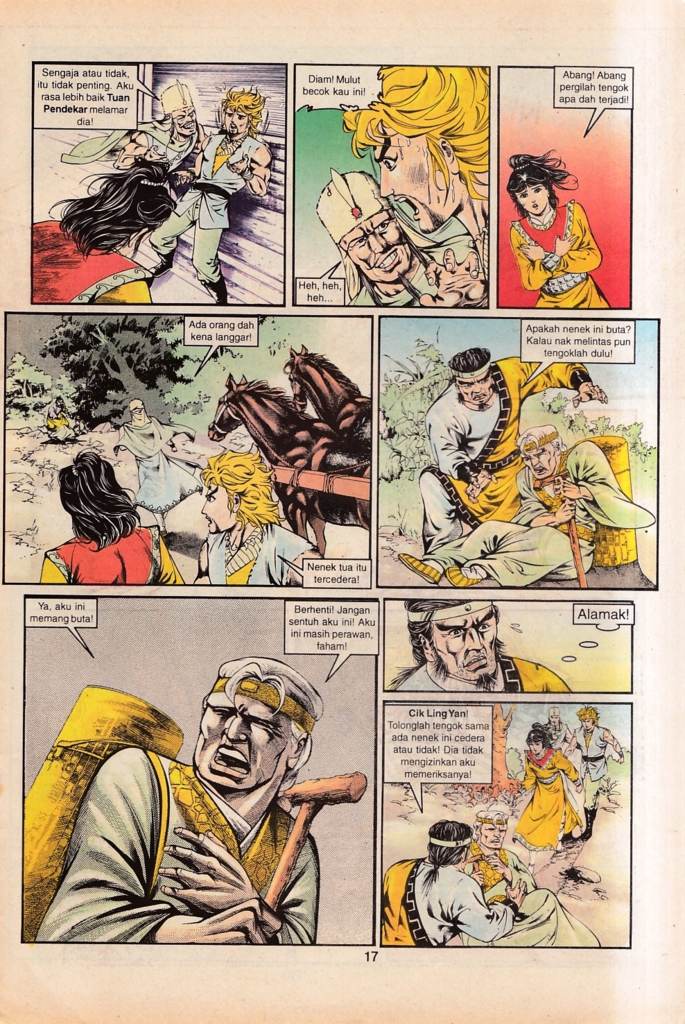 Sengaja atau tidak,
itu tidak penting. Aku
rasa lebih baik Tuan
Pendekar melamar
dia!
Diam! Mulut
becok kau ini!
Heh, heh,
heh...
Abang! Abang
pergilah tengok
apa dah terjadi!
Ada orang dah
kena langgar!
Nenek tua itu
tercedera!
Apakah nenek ini buta?
Kalau nak melintas pun
tengoklah dulu!
Ya, aku ini
memang buta!
Berhenti! Jangan
sentuh aku ini! Aku
ini masih perawan,
faham!
Alamak!
Cik Ling Yan!
Tolonglah tengok sama
ada nenek ini cedera
atau tidak! Dia tidak
mengizinkan aku
memeriksanya!
17